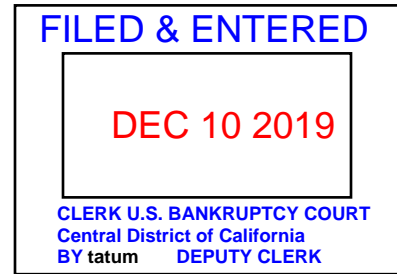 FILED & ENTERED
DEC 10 2019
CLERK U.S. BANKRUPTCY COURT
Central District of California
BY tatum DEPUTY CLERK